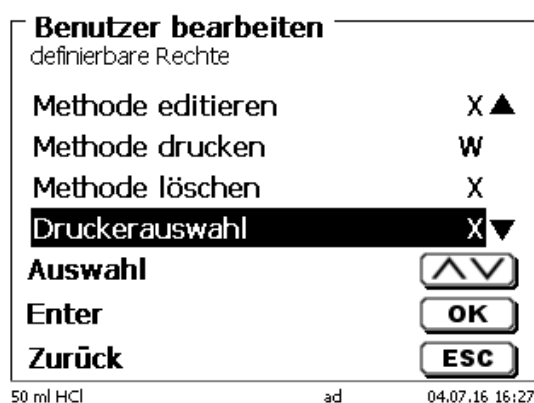 Benutzer bearbeiten
definierbare Rechte
Methode editieren X ▲
Methode drucken W
Methode löschen X
Druckerauswahl X ▼
Auswahl
Enter OK
Zurück ESC
50 ml HCl ad 04.07.16 16:27